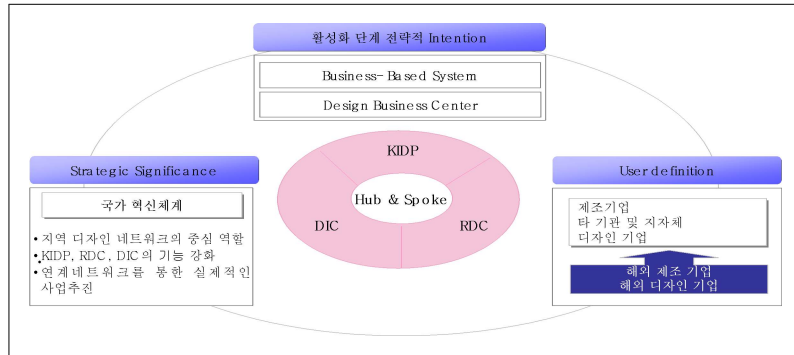 활성화 단계 전략적 Intention
Business-Based System
Design Business Center
KIDP
Hub & Spoke
DIC
RDC
Strategic Significance
국가 혁신체계
•지역 디자인 네트워크의 중심 역할
•KIDP, RDC, DIC의 기능 강화
•연계네트워크를 통한 실제적인
사업추진
User definition
제조기업
타 기관 및 지자체
디자인 기업
해외 제조 기업
해외 디자인 기업